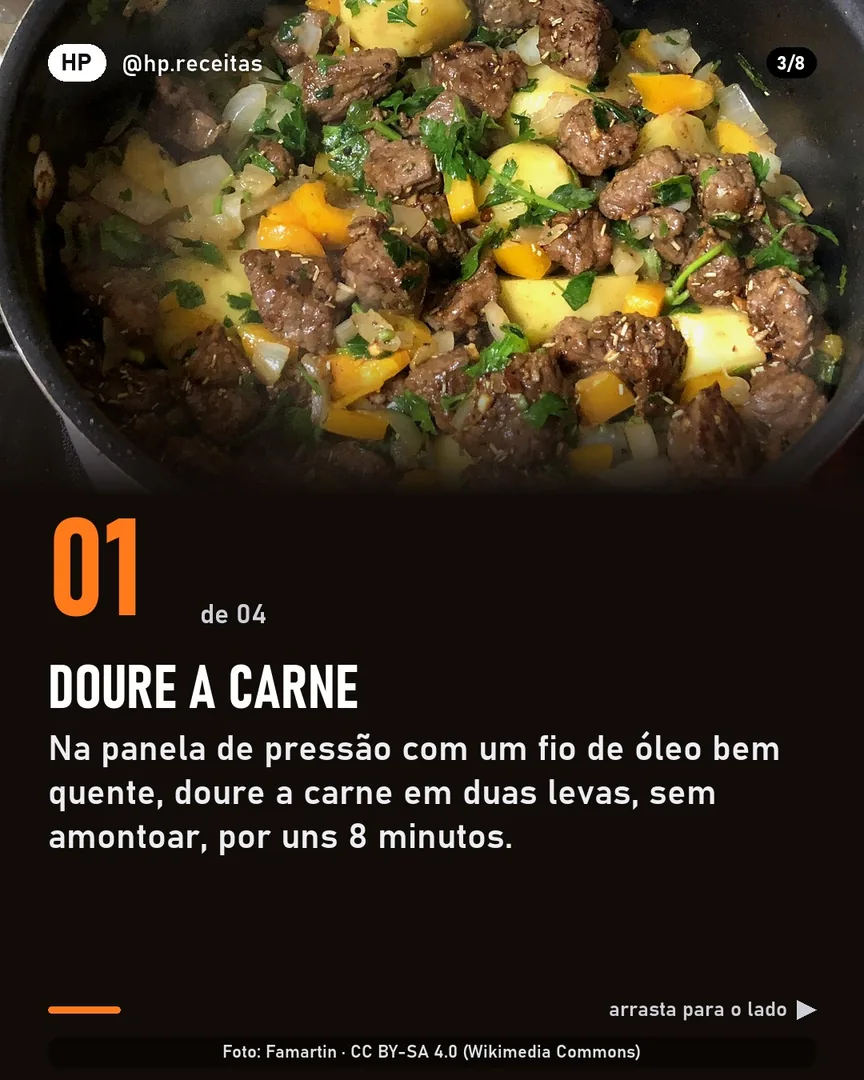 HP @hp.receitas 3/8
01
de 04
DOURE A CARNE
Na panela de pressão com um fio de óleo bem
quente, doure a carne em duas levas, sem
amontoar, por uns 8 minutos.
arrasta para o lado ▶
Foto: Famartin · CC BY-SA 4.0 (Wikimedia Commons)